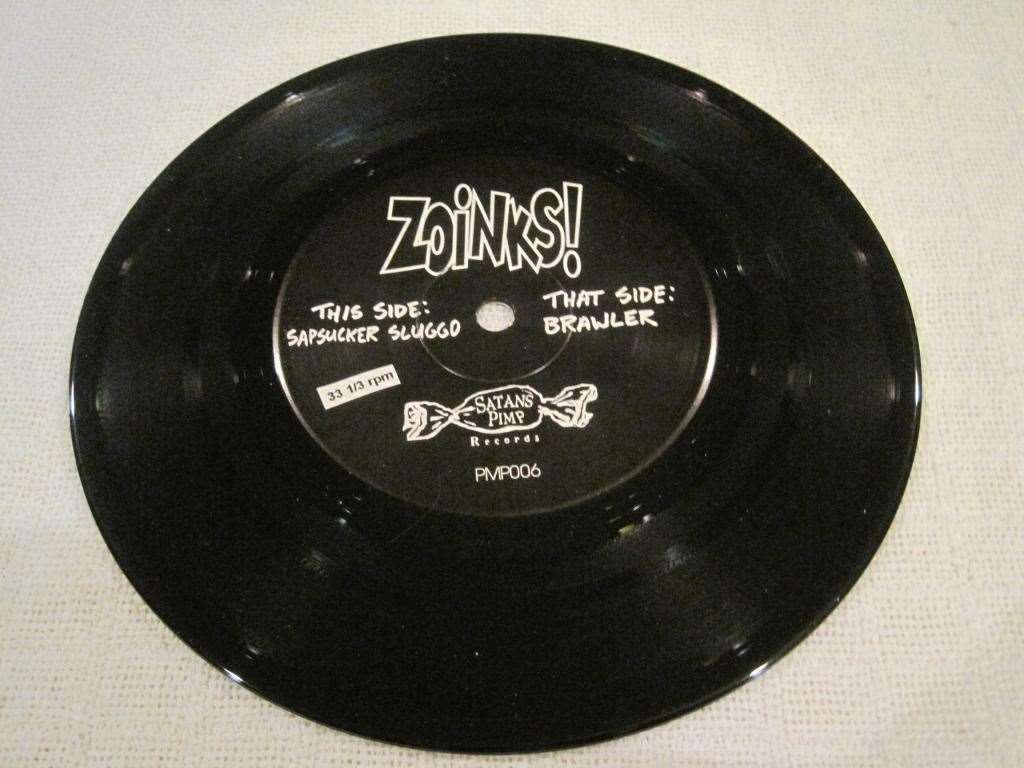 ZOINKS!
THIS SIDE:
SAPSUCKER SLUGGO
THAT SIDE:
BRAWLER
33 1/3 rpm
SATANS
PIMP
Records
PMP006